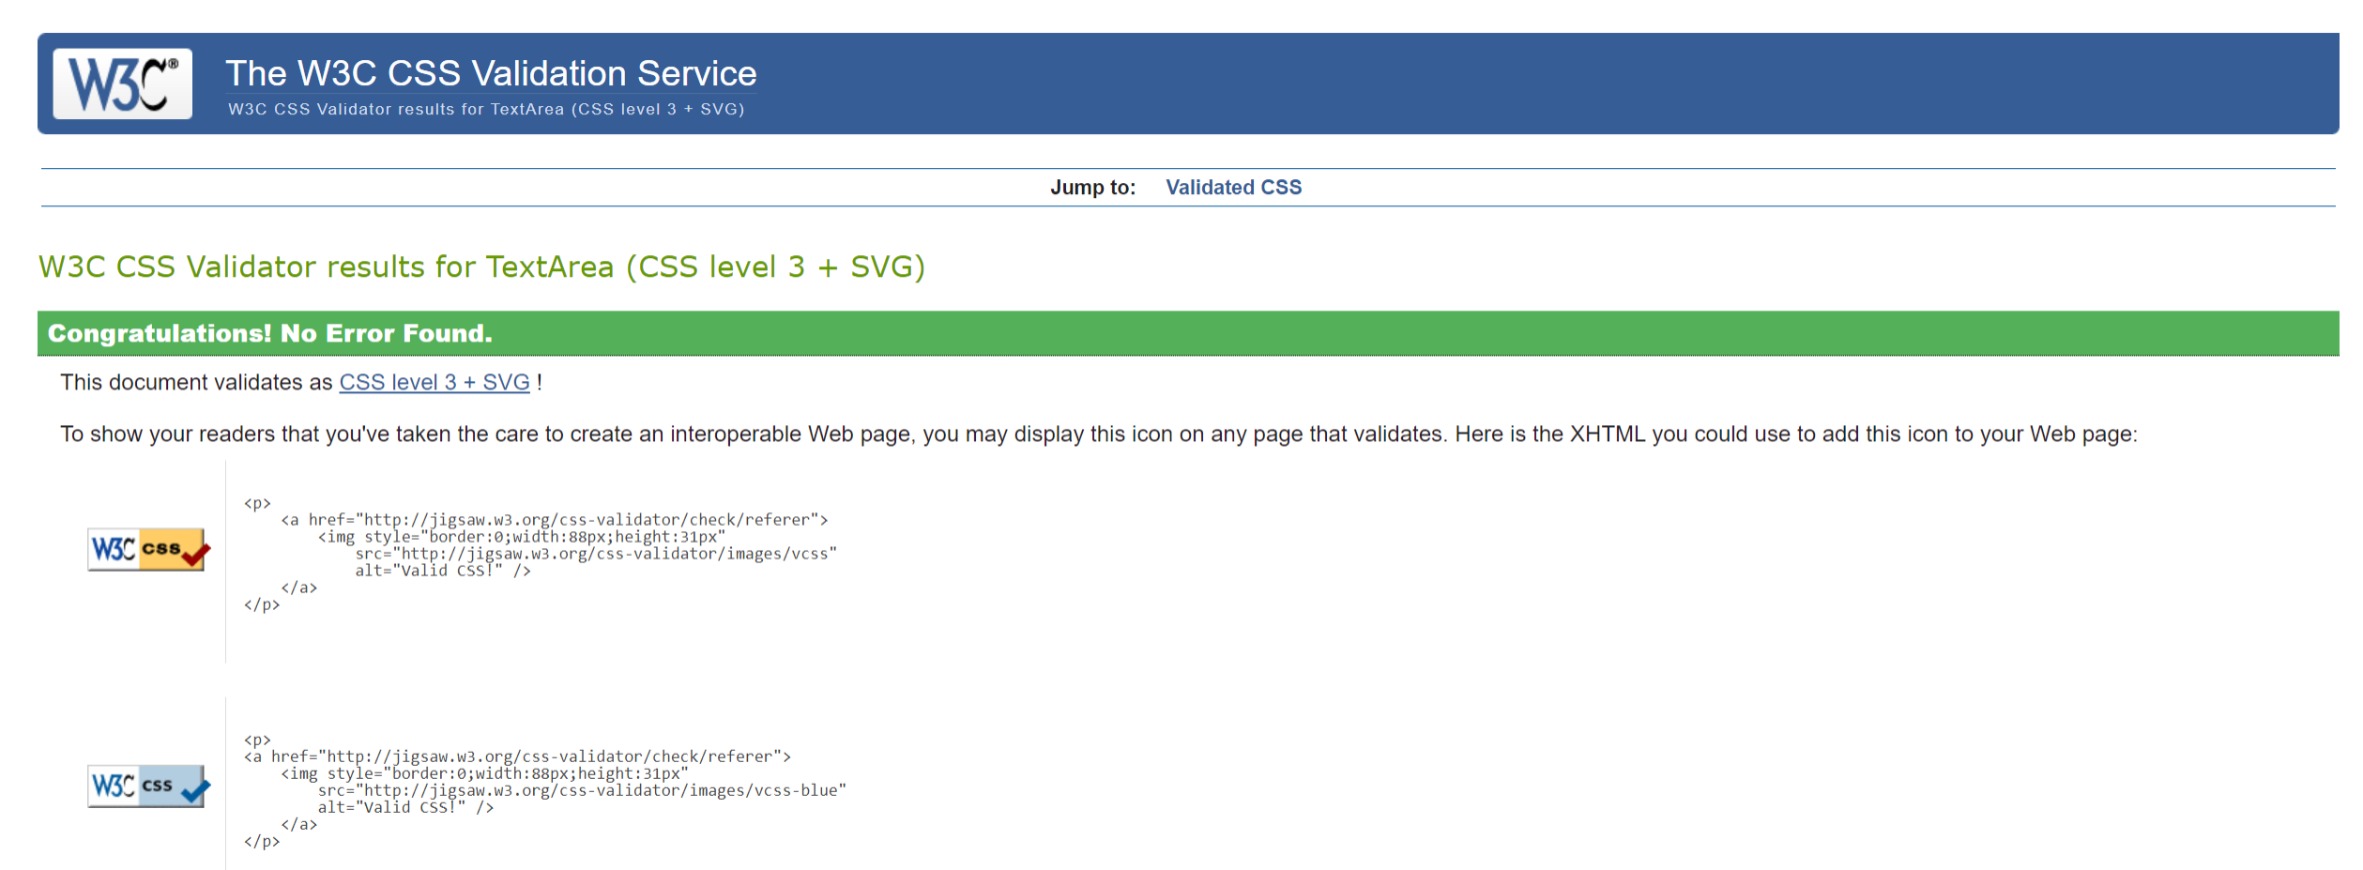 W3C®
The W3C CSS Validation Service
W3C CSS Validator results for TextArea (CSS level 3 + SVG)
Jump to: Validated CSS
W3C CSS Validator results for TextArea (CSS level 3 + SVG)
Congratulations! No Error Found.
This document validates as CSS level 3 + SVG !
To show your readers that you've taken the care to create an interoperable Web page, you may display this icon on any page that validates. Here is the XHTML you could use to add this icon to your Web page:
W3C css
<p>
    <a href="http://jigsaw.w3.org/css-validator/check/referer">
        <img style="border:0;width:88px;height:31px"
            src="http://jigsaw.w3.org/css-validator/images/vcss"
            alt="Valid CSS!" />
    </a>
</p>
W3C css
<p>
<a href="http://jigsaw.w3.org/css-validator/check/referer">
    <img style="border:0;width:88px;height:31px"
        src="http://jigsaw.w3.org/css-validator/images/vcss-blue"
        alt="Valid CSS!" />
    </a>
</p>